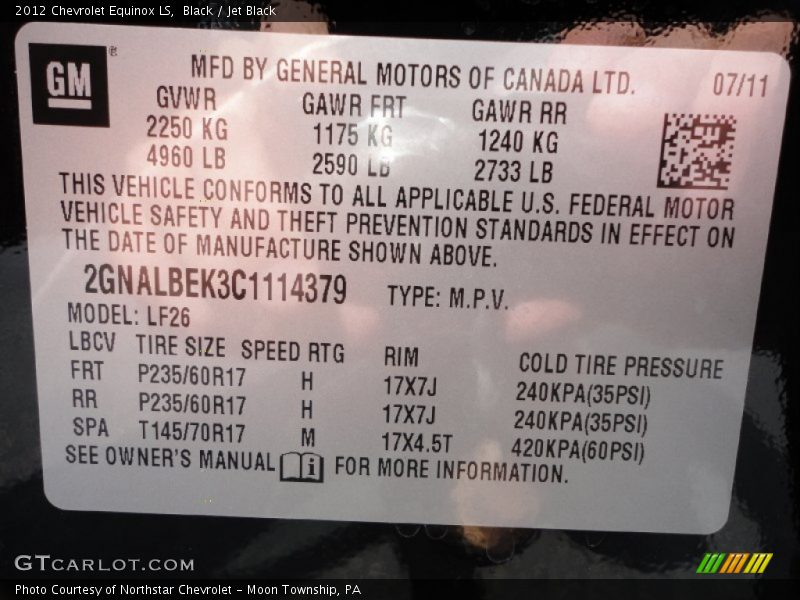 2012 Chevrolet Equinox LS, Black / Jet Black
GM ®
MFD BY GENERAL MOTORS OF CANADA LTD. 07/11
GVWR GAWR FRT GAWR RR
2250 KG 1175 KG 1240 KG
4960 LB 2590 LB 2733 LB
THIS VEHICLE CONFORMS TO ALL APPLICABLE U.S. FEDERAL MOTOR
VEHICLE SAFETY AND THEFT PREVENTION STANDARDS IN EFFECT ON
THE DATE OF MANUFACTURE SHOWN ABOVE.
2GNALBEK3C1114379 TYPE: M.P.V.
MODEL: LF26
LBCV TIRE SIZE SPEED RTG RIM COLD TIRE PRESSURE
FRT P235/60R17 H 17X7J 240KPA(35PSI)
RR P235/60R17 H 17X7J 240KPA(35PSI)
SPA T145/70R17 M 17X4.5T 420KPA(60PSI)
SEE OWNER'S MANUAL i FOR MORE INFORMATION.
GTCARLOT.COM
Photo Courtesy of Northstar Chevrolet - Moon Township, PA